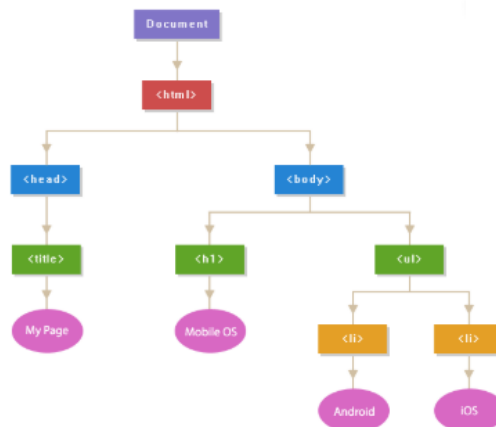 Document
<html>
<head>
<body>
<title>
<h1>
<ul>
My Page
Mobile OS
<li>
<li>
Android
iOS